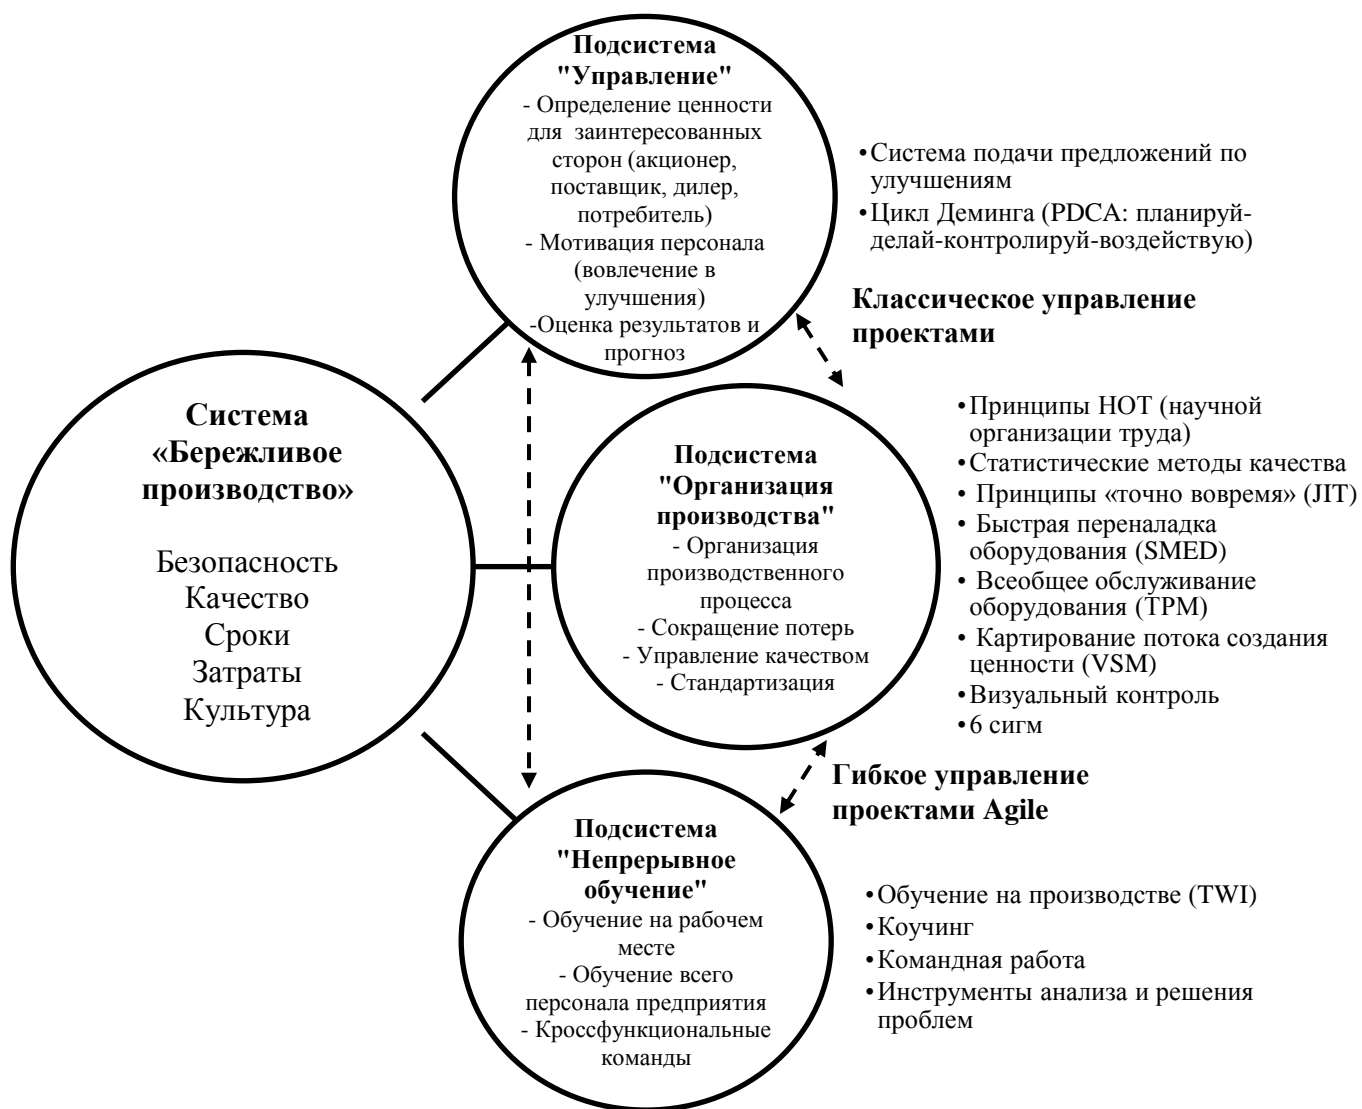 Подсистема
"Управление"
- Определение ценности
для заинтересованных
сторон (акционер,
поставщик, дилер,
потребитель)
- Мотивация персонала
(вовлечение в
улучшения)
-Оценка результатов и
прогноз
•Система подачи предложений по
улучшениям
•Цикл Деминга (PDCA: планируй-
делай-контролируй-воздействую)
Классическое управление
проектами
Система
«Бережливое
производство»
Безопасность
Качество
Сроки
Затраты
Культура
Подсистема
"Организация
производства"
- Организация
производственного
процесса
- Сокращение потерь
- Управление качеством
- Стандартизация
•Принципы НОТ (научной
организации труда)
•Статистические методы качества
• Принципы «точно вовремя» (JIT)
• Быстрая переналадка
оборудования (SMED)
• Всеобщее обслуживание
оборудования (TPM)
• Картирование потока создания
ценности (VSM)
•Визуальный контроль
•6 сигм
Гибкое управление
проектами Agile
Подсистема
"Непрерывное
обучение"
- Обучение на рабочем
месте
- Обучение всего
персонала предприятия
- Кроссфункциональные
команды
•Обучение на производстве (TWI)
•Коучинг
•Командная работа
•Инструменты анализа и решения
проблем